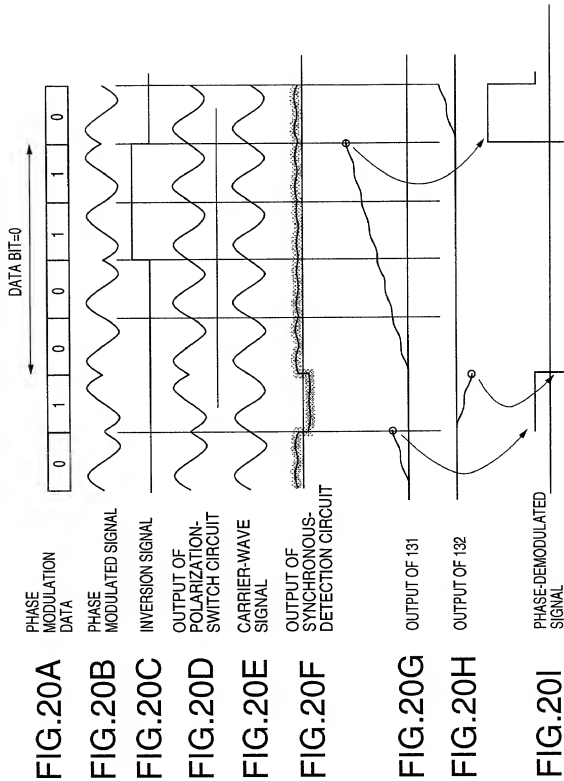 DATA BIT=0
FIG.20A
PHASE
MODULATION
DATA
0 1 0 0 1 1 0
FIG.20B
PHASE
MODULATED SIGNAL
FIG.20C
INVERSION SIGNAL
FIG.20D
OUTPUT OF
POLARIZATION-
SWITCH CIRCUIT
FIG.20E
CARRIER-WAVE
SIGNAL
FIG.20F
OUTPUT OF
SYNCHRONOUS-
DETECTION CIRCUIT
FIG.20G
OUTPUT OF 131
FIG.20H
OUTPUT OF 132
FIG.20I
PHASE-DEMODULATED
SIGNAL